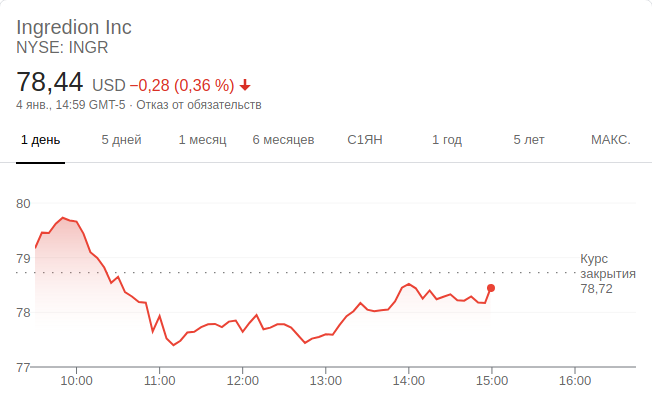 Ingredion Inc
NYSE: INGR
78,44 USD −0,28 (0,36 %)
4 янв., 14:59 GMT-5 · Отказ от обязательств
1 день 5 дней 1 месяц 6 месяцев С1ЯН 1 год 5 лет МАКС.
80
79
78
77
Курс
закрытия
78,72
10:00 11:00 12:00 13:00 14:00 15:00 16:00